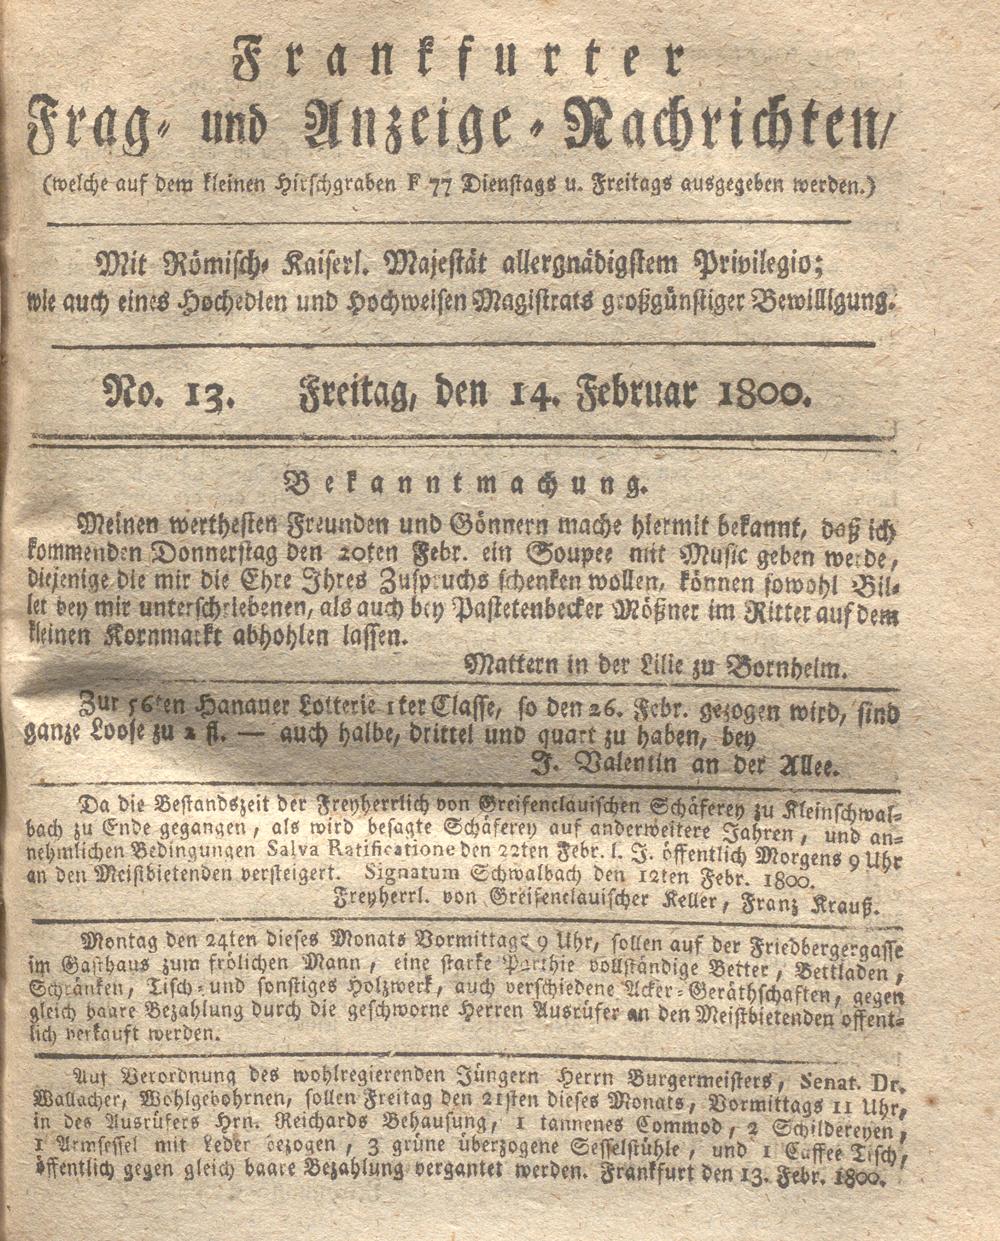 Frankfurter
Frag- und Anzeige-Nachrichten/
(welche auf dem kleinen Hirschgraben F 77 Dienstags u. Freitags ausgegeben werden.)
Mit Römisch- Kaiserl. Majestät allergnädigstem Privilegio;
wie auch eines Hochedlen und Hochweisen Magistrats großgünstiger Bewilligung.
No. 13. Freitag, den 14. Februar 1800.
Bekanntmachung.
Meinen werthesten Freunden und Gönnern mache hiermit bekannt, daß ich
kommenden Donnerstag den 20ten Febr. ein Soupee mit Music geben werde,
diejenige die mir die Ehre Ihres Zuspruchs schenken wollen, können sowohl Bil-
let bey mir unterschriebenen, als auch bey Pastetenbecker Mößner im Ritter auf dem
kleinen Kornmarkt abhohlen lassen.
Mattern in der Lilie zu Bornheim.
Zur 56ten Hanauer Lotterie 1ter Classe, so den 26. Febr. gezogen wird, sind
ganze Loose zu 2 fl. — auch halbe, drittel und quart zu haben, bey
J. Valentin an der Allee.
Da die Bestandszeit der Freyherrlich von Greifenclauischen Schäferey zu Kleinschwal-
bach zu Ende gegangen, als wird besagte Schäferey auf anderweitere Jahren, und an-
nehmlichen Bedingungen Salva Ratificatione den 22ten Febr. l. J. öffentlich Morgens 9 Uhr
an den Meistbietenden versteigert. Signatum Schwalbach den 12ten Febr. 1800.
Freyherrl. von Greifenclauischer Keller, Franz Krauß.
Montag den 24ten dieses Monats Vormittags 9 Uhr, sollen auf der Friedbergergasse
im Gasthaus zum frölichen Mann, eine starke Parthie vollständige Better, Bettladen,
Schränken, Tisch- und sonstiges Holzwerk, auch verschiedene Acker-Geräthschaften, gegen
gleich baare Bezahlung durch die geschworne Herren Ausrüfer an den Meistbietenden öffent-
lich verkauft werden.
Auf Verordnung des wohlregierenden Jüngern Herrn Burgermeisters, Senat. Dr.
Wallacher, Wohlgebohrnen, sollen Freitag den 21sten dieses Monats, Vormittags 11 Uhr,
in des Ausrüfers Hrn. Reichards Behausung, 1 tannenes Commod, 2 Schildereyen,
1 Armsessel mit Leder bezogen, 3 grüne überzogene Sesselstühle, und 1 Caffee Tisch,
öffentlich gegen gleich baare Bezahlung vergantet werden. Frankfurt den 13. Febr. 1800.